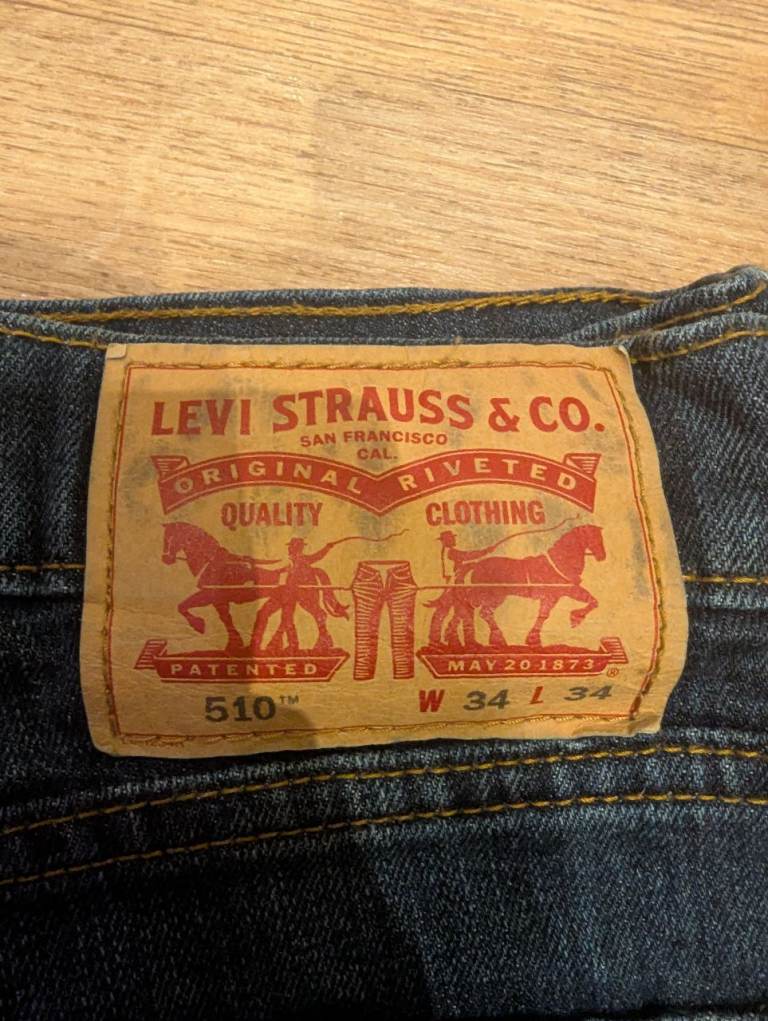 LEVI STRAUSS & CO.
SAN FRANCISCO
CAL.
ORIGINAL RIVETED
QUALITY CLOTHING
PATENTED MAY 20 1873 ®
510™ W 34 L 34